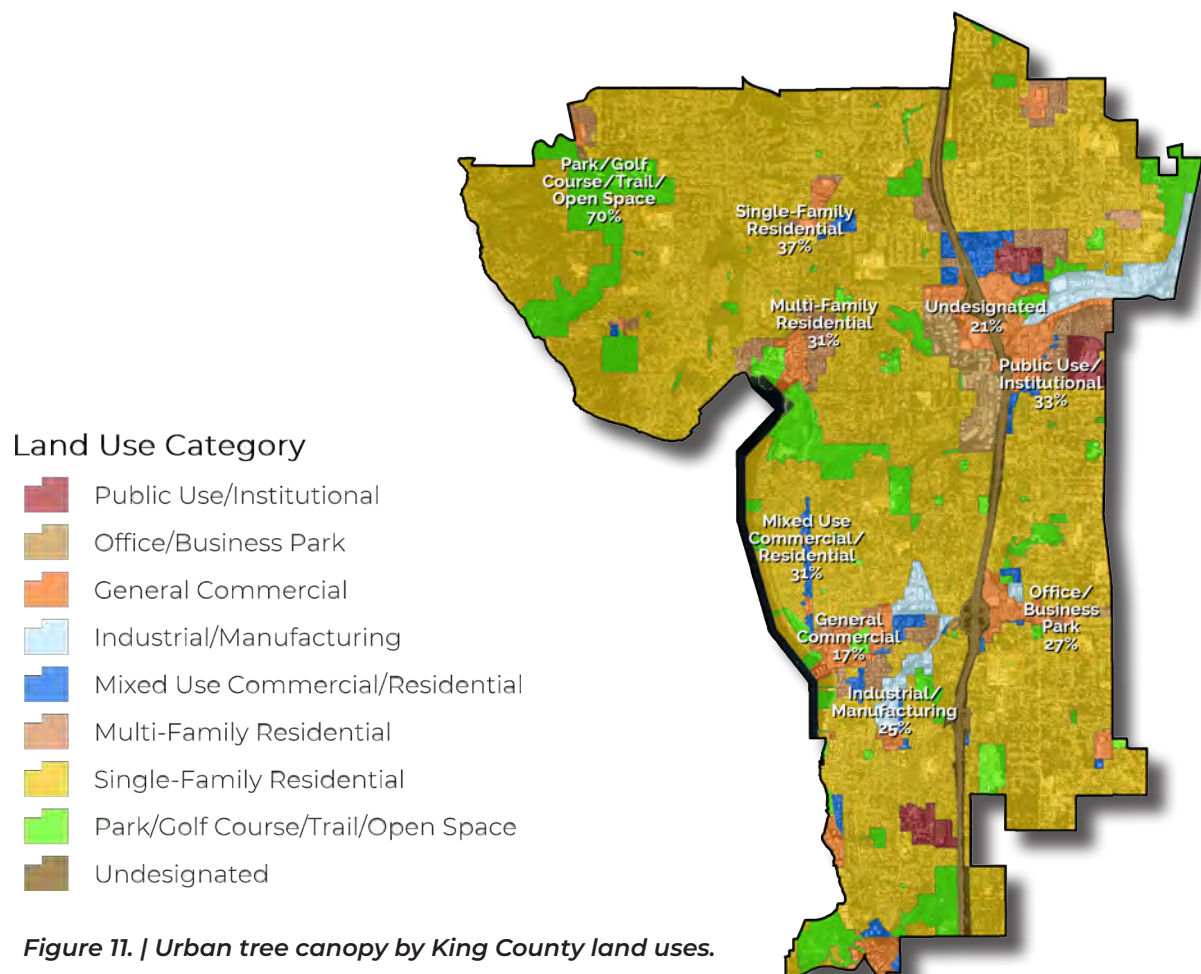 Park/Golf
Course/Trail/
Open Space
70%
Single-Family
Residential
37%
Multi-Family
Residential
31%
Undesignated
21%
Public Use/
Institutional
33%
Mixed Use
Commercial/
Residential
31%
General
Commercial
17%
Office/
Business
Park
27%
Industrial/
Manufacturing
25%
Land Use Category
Public Use/Institutional
Office/Business Park
General Commercial
Industrial/Manufacturing
Mixed Use Commercial/Residential
Multi-Family Residential
Single-Family Residential
Park/Golf Course/Trail/Open Space
Undesignated
Figure 11. | Urban tree canopy by King County land uses.